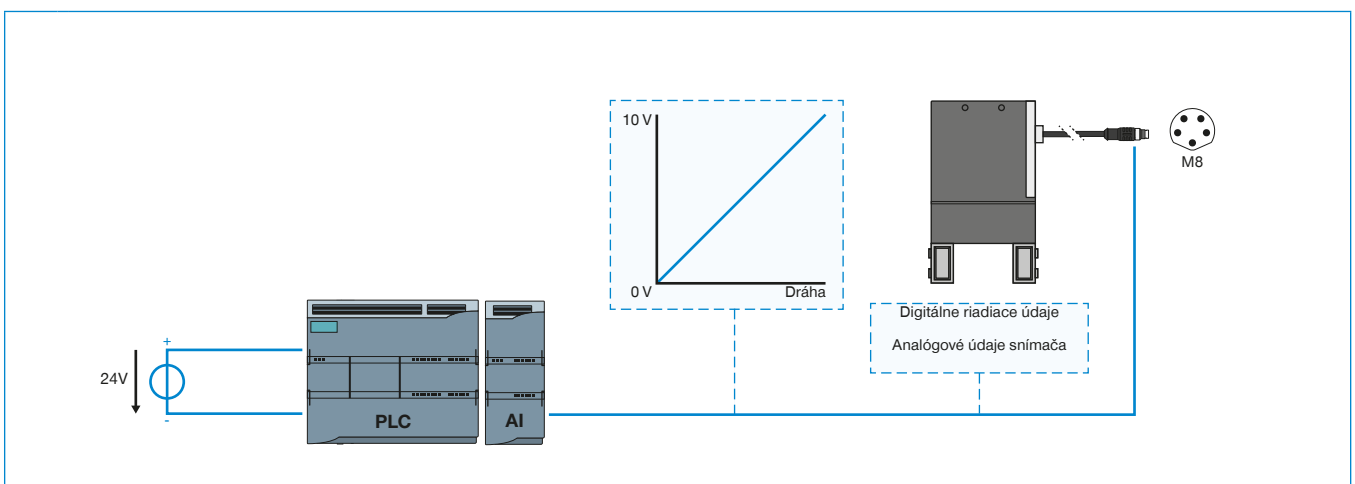 10 V
0 V
Dráha
M8
Digitálne riadiace údaje
Analógové údaje snímača
24V
+
-
PLC
AI